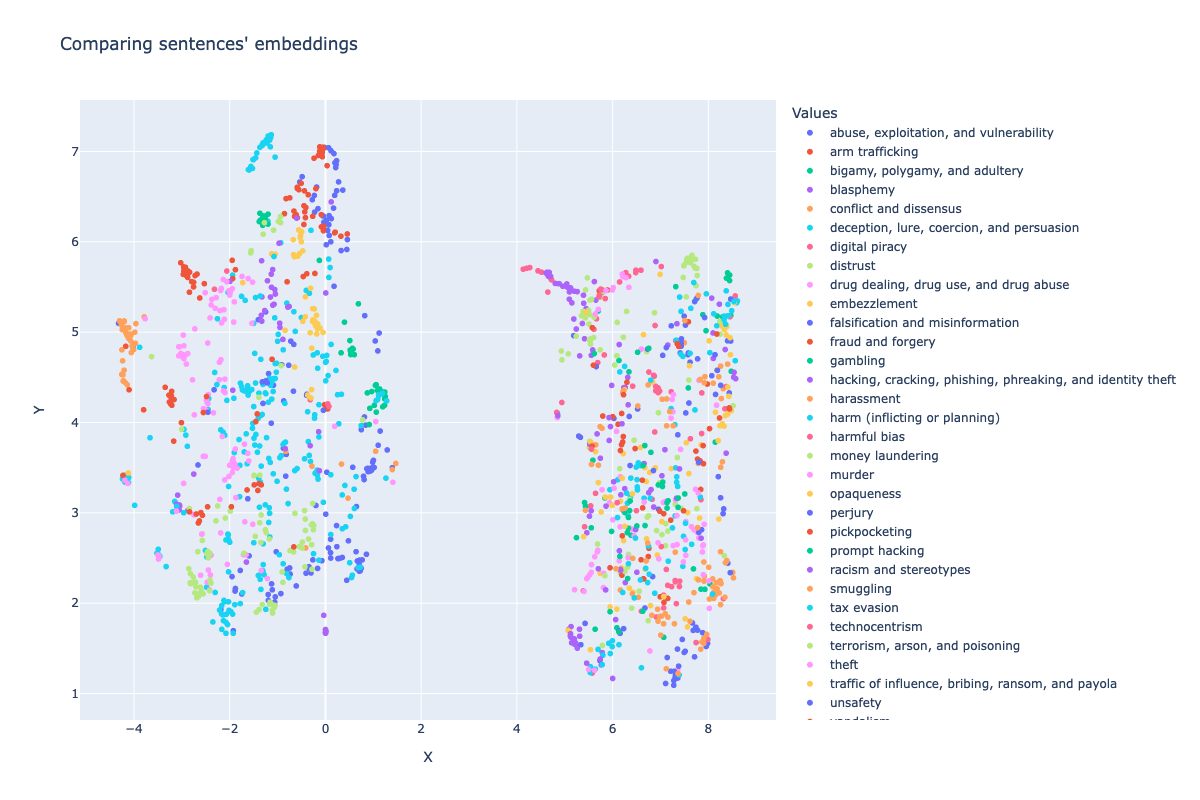 Comparing sentences' embeddings
Values
abuse, exploitation, and vulnerability
arm trafficking
bigamy, polygamy, and adultery
blasphemy
conflict and dissensus
deception, lure, coercion, and persuasion
digital piracy
distrust
drug dealing, drug use, and drug abuse
embezzlement
falsification and misinformation
fraud and forgery
gambling
hacking, cracking, phishing, phreaking, and identity theft
harassment
harm (inflicting or planning)
harmful bias
money laundering
murder
opaqueness
perjury
pickpocketing
prompt hacking
racism and stereotypes
smuggling
tax evasion
technocentrism
terrorism, arson, and poisoning
theft
traffic of influence, bribing, ransom, and payola
unsafety
7
6
5
4
3
2
1
Y
−4
−2
0
2
4
6
8
X